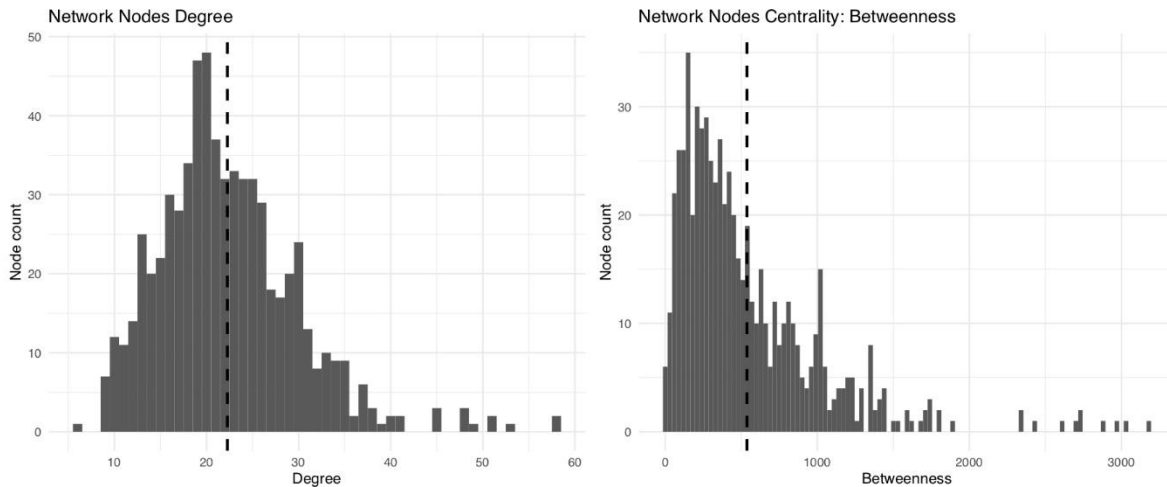 Network Nodes Degree
50
40
30
20
10
0
Node count
10 20 30 40 50 60
Degree
Network Nodes Centrality: Betweenness
30
20
10
0
Node count
0 1000 2000 3000
Betweenness